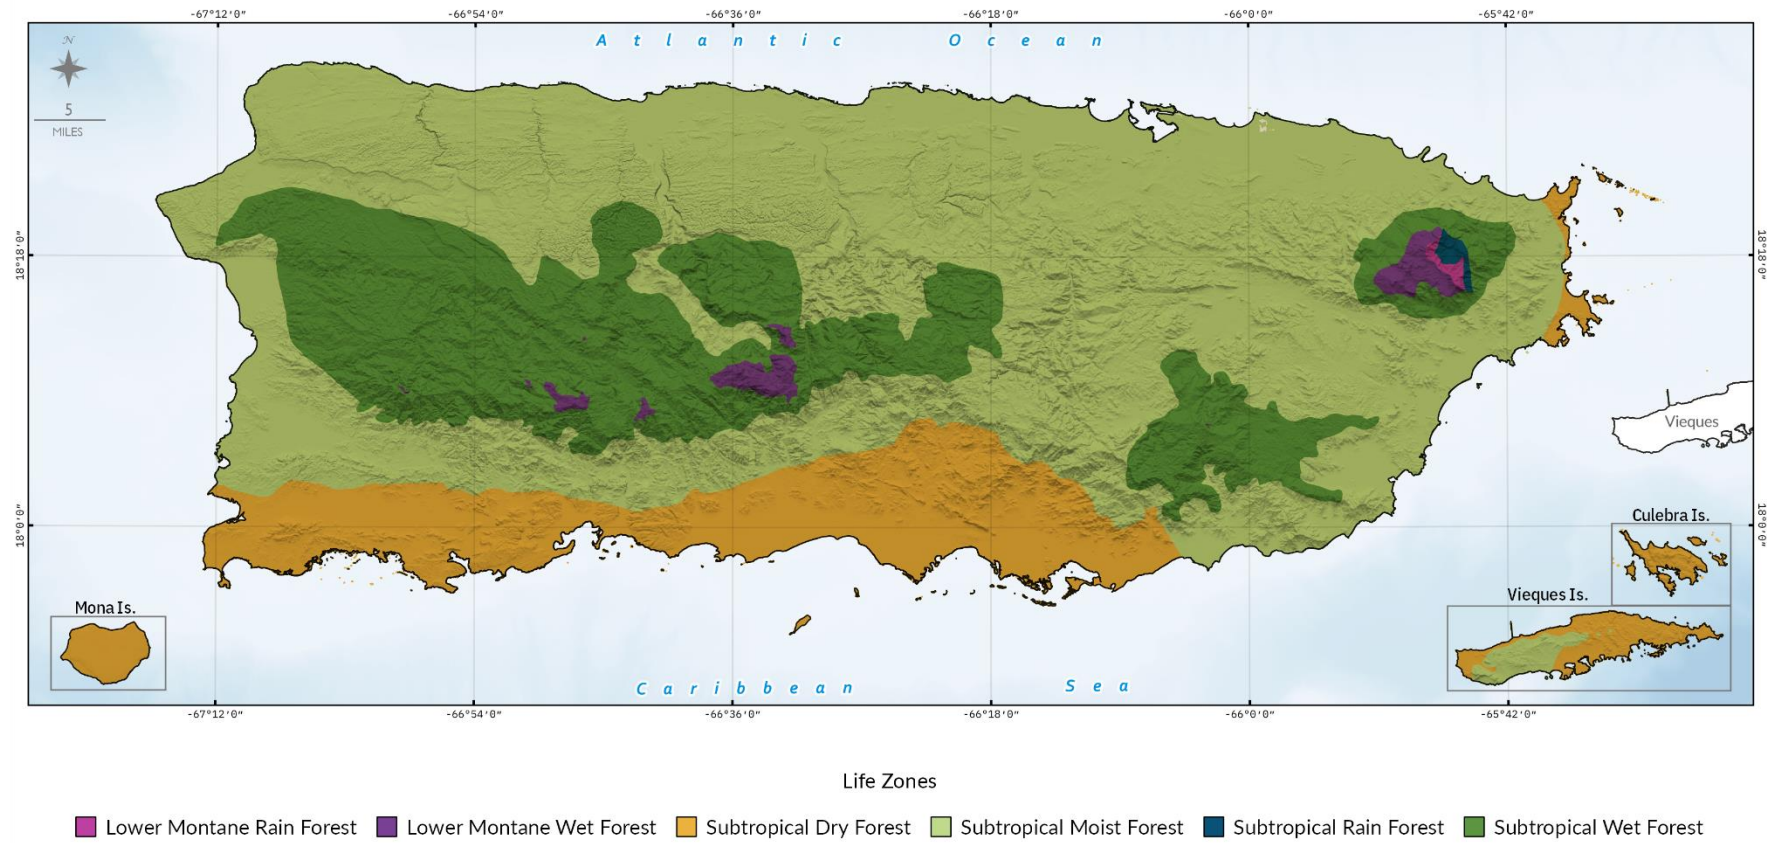 -67°12′0″ -66°54′0″ -66°36′0″ -66°18′0″ -66°0′0″ -65°42′0″
Atlantic Ocean
N
5
MILES
18°18′0″ 18°18′0″
Vieques
18°0′0″ 18°0′0″
Culebra Is.
Vieques Is.
Mona Is.
Caribbean Sea
-67°12′0″ -66°54′0″ -66°36′0″ -66°18′0″ -66°0′0″ -65°42′0″
Life Zones
Lower Montane Rain Forest Lower Montane Wet Forest Subtropical Dry Forest Subtropical Moist Forest Subtropical Rain Forest Subtropical Wet Forest